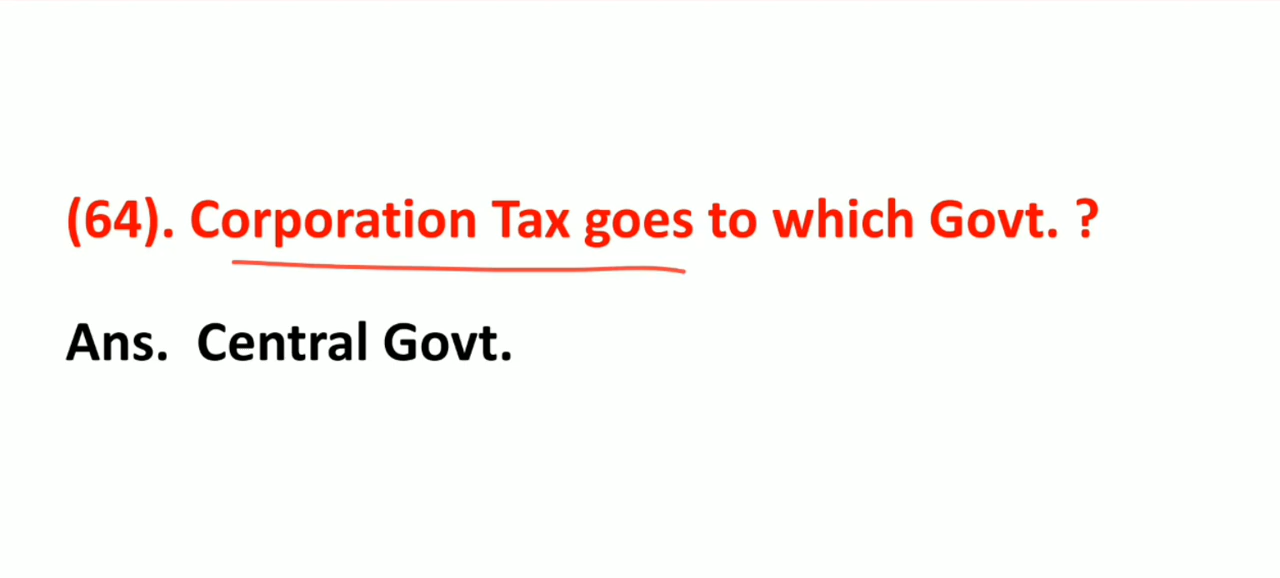 (64). Corporation Tax goes to which Govt. ?
Ans. Central Govt.